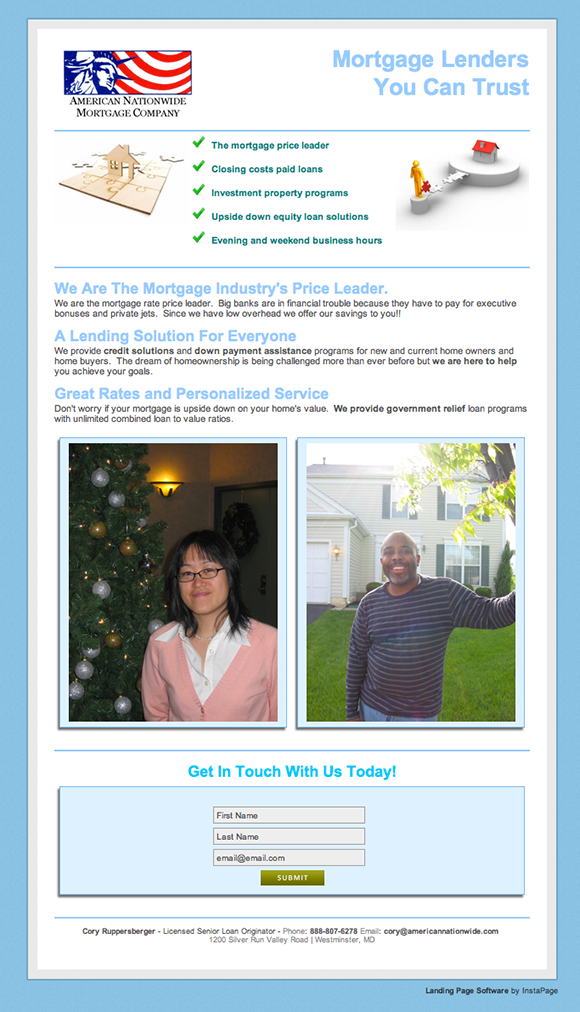 Mortgage Lenders
You Can Trust
AMERICAN NATIONWIDE
MORTGAGE COMPANY
The mortgage price leader
Closing costs paid loans
Investment property programs
Upside down equity loan solutions
Evening and weekend business hours
We Are The Mortgage Industry's Price Leader.
We are the mortgage rate price leader.  Big banks are in financial trouble because they have to pay for executive
bonuses and private jets.  Since we have low overhead we offer our savings to you!!
A Lending Solution For Everyone
We provide credit solutions and down payment assistance programs for new and current home owners and
home buyers.  The dream of homeownership is being challenged more than ever before but we are here to help
you achieve your goals.
Great Rates and Personalized Service
Don't worry if your mortgage is upside down on your home's value.  We provide government relief loan programs
with unlimited combined loan to value ratios.
Get In Touch With Us Today!
First Name
Last Name
email@email.com
SUBMIT
Cory Ruppersberger - Licensed Senior Loan Originator - Phone: 888-807-6278 Email: cory@americannationwide.com
1200 Silver Run Valley Road | Westminster, MD
Landing Page Software by InstaPage